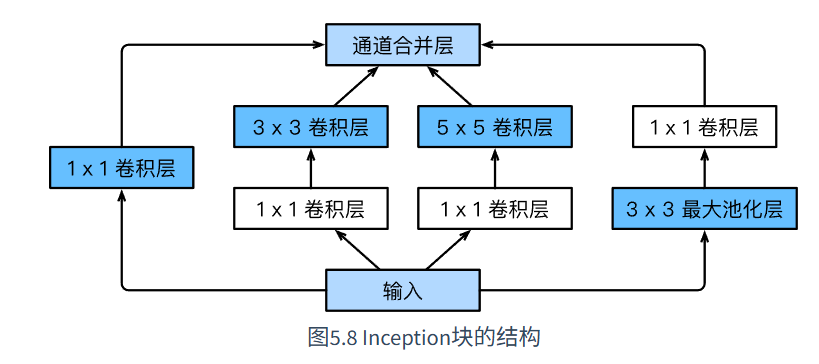 通道合并层
3 x 3 卷积层
5 x 5 卷积层
1 x 1 卷积层
1 x 1 卷积层
1 x 1 卷积层
1 x 1 卷积层
3 x 3 最大池化层
输入
图5.8 Inception块的结构